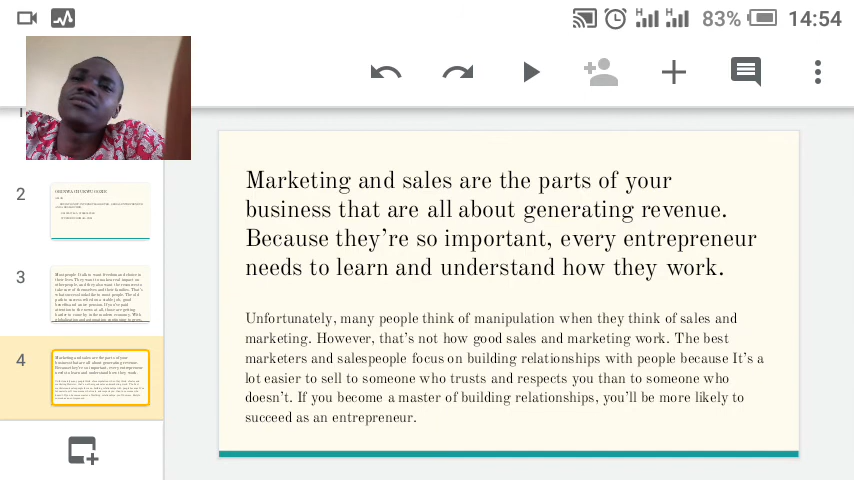 H H 83% 14:54
2
3
4
Marketing and sales are the parts of your
business that are all about generating revenue.
Because they're so important, every entrepreneur
needs to learn and understand how they work.
Unfortunately, many people think of manipulation when they think of sales and
marketing. However, that's not how good sales and marketing work. The best
marketers and salespeople focus on building relationships with people because It's a
lot easier to sell to someone who trusts and respects you than to someone who
doesn't. If you become a master of building relationships, you'll be more likely to
succeed as an entrepreneur.